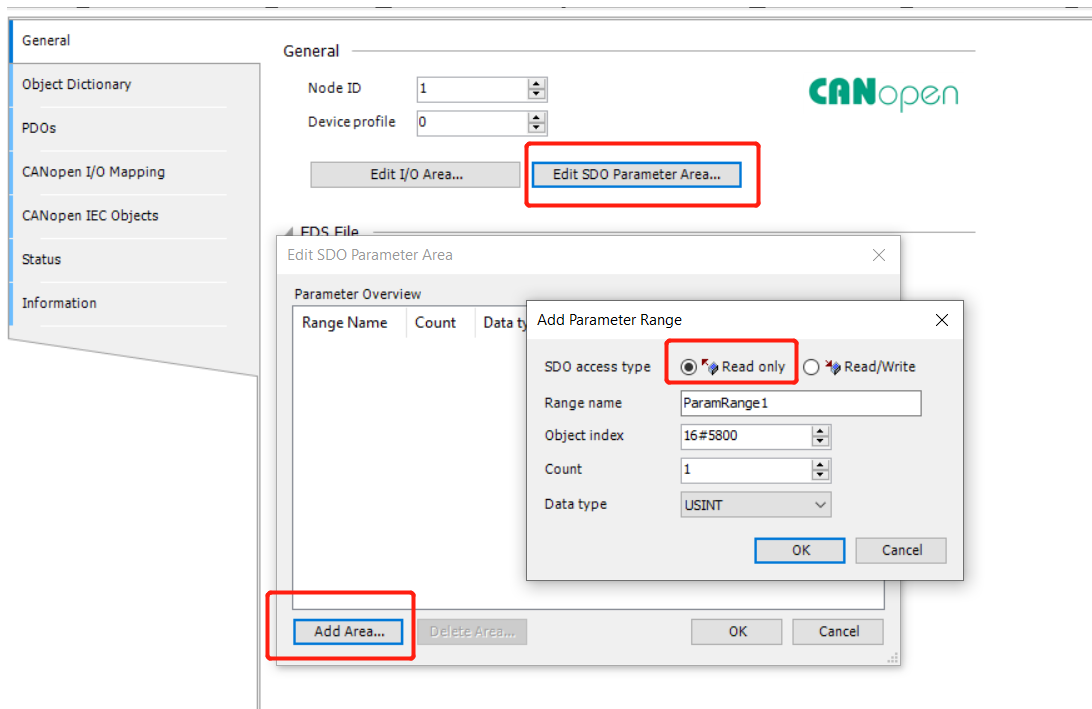 General
Object Dictionary
PDOs
CANopen I/O Mapping
CANopen IEC Objects
Status
Information
General
Node ID 1
Device profile 0
CANopen
Edit I/O Area... Edit SDO Parameter Area...
EDS File
Edit SDO Parameter Area
Parameter Overview
Range Name Count Data ty
Add Parameter Range
SDO access type Read only Read/Write
Range name ParamRange1
Object index 16#5800
Count 1
Data type USINT
OK Cancel
Add Area... Delete Area... OK Cancel